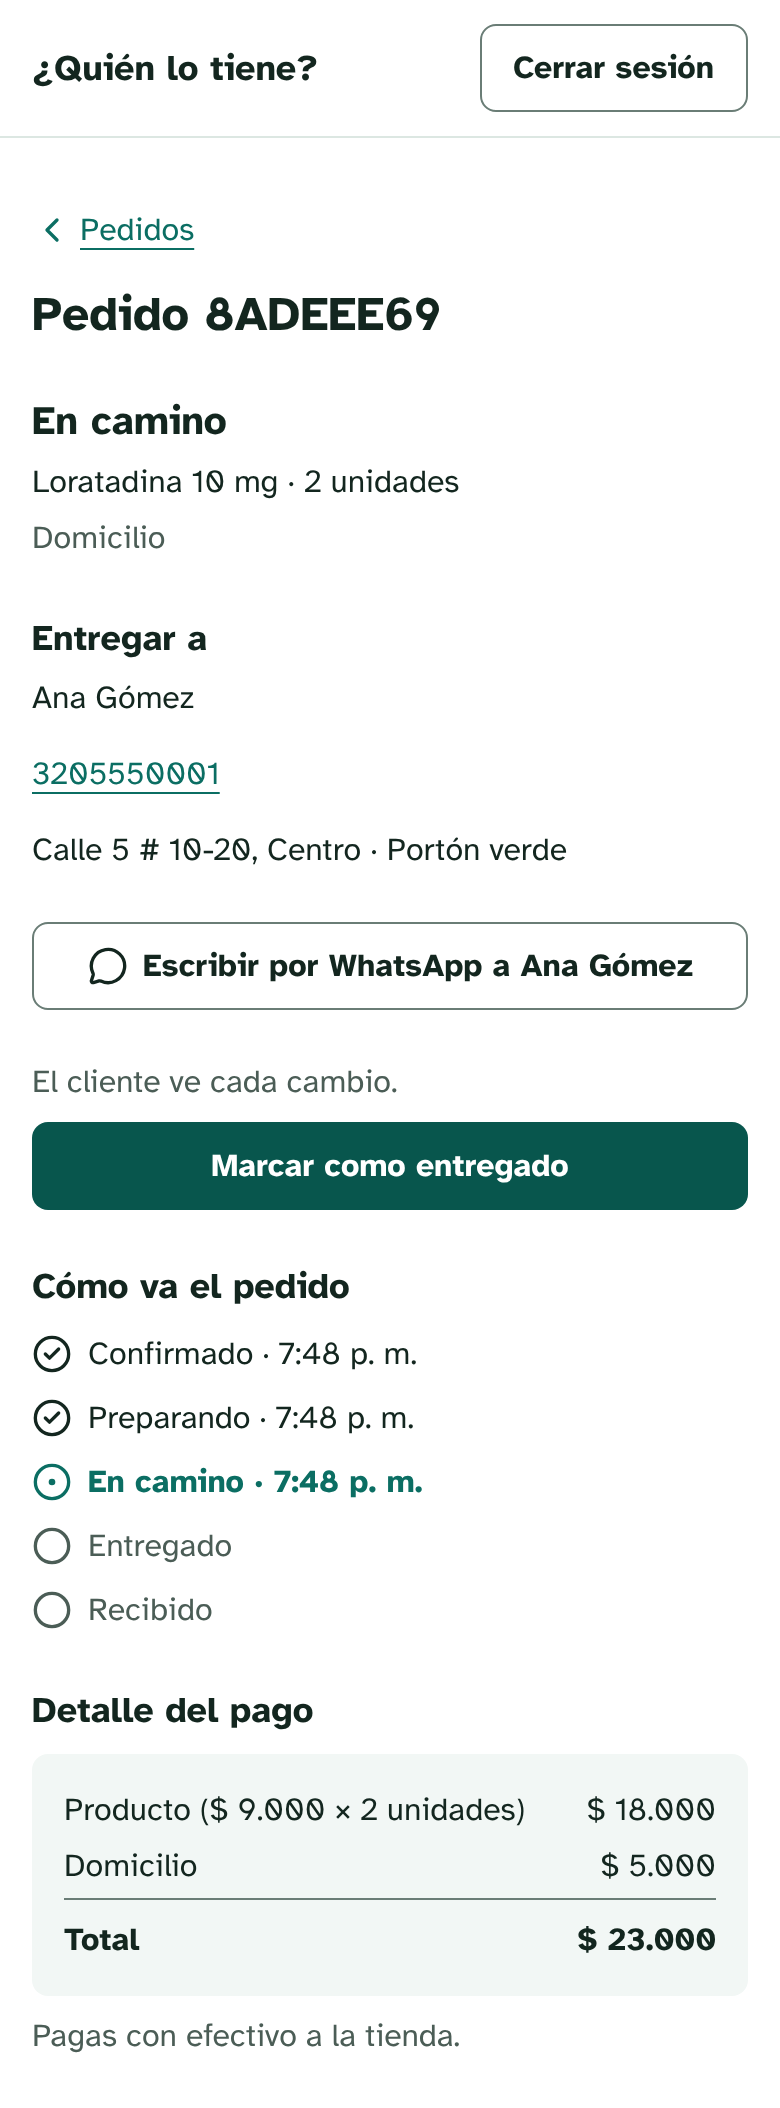 ¿Quién lo tiene?
Cerrar sesión
Pedidos
Pedido 8ADEEE69
En camino
Loratadina 10 mg · 2 unidades
Domicilio
Entregar a
Ana Gómez
3205550001
Calle 5 # 10-20, Centro · Portón verde
Escribir por WhatsApp a Ana Gómez
El cliente ve cada cambio.
Marcar como entregado
Cómo va el pedido
Confirmado · 7:48 p. m.
Preparando · 7:48 p. m.
En camino · 7:48 p. m.
Entregado
Recibido
Detalle del pago
Producto ($ 9.000 × 2 unidades) $ 18.000
Domicilio $ 5.000
Total $ 23.000
Pagas con efectivo a la tienda.